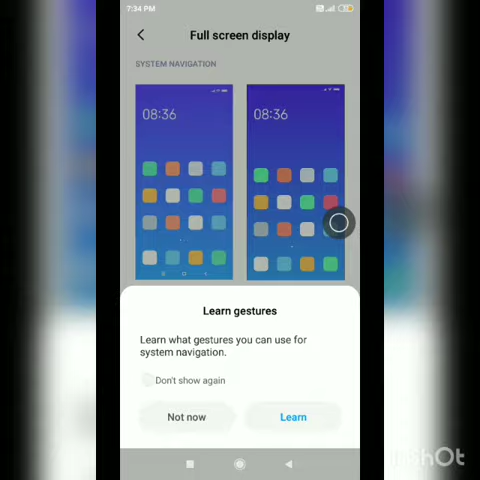 7:34 PM
Full screen display
SYSTEM NAVIGATION
08:36
08:36
Learn gestures
Learn what gestures you can use for
system navigation.
Don't show again
Not now
Learn